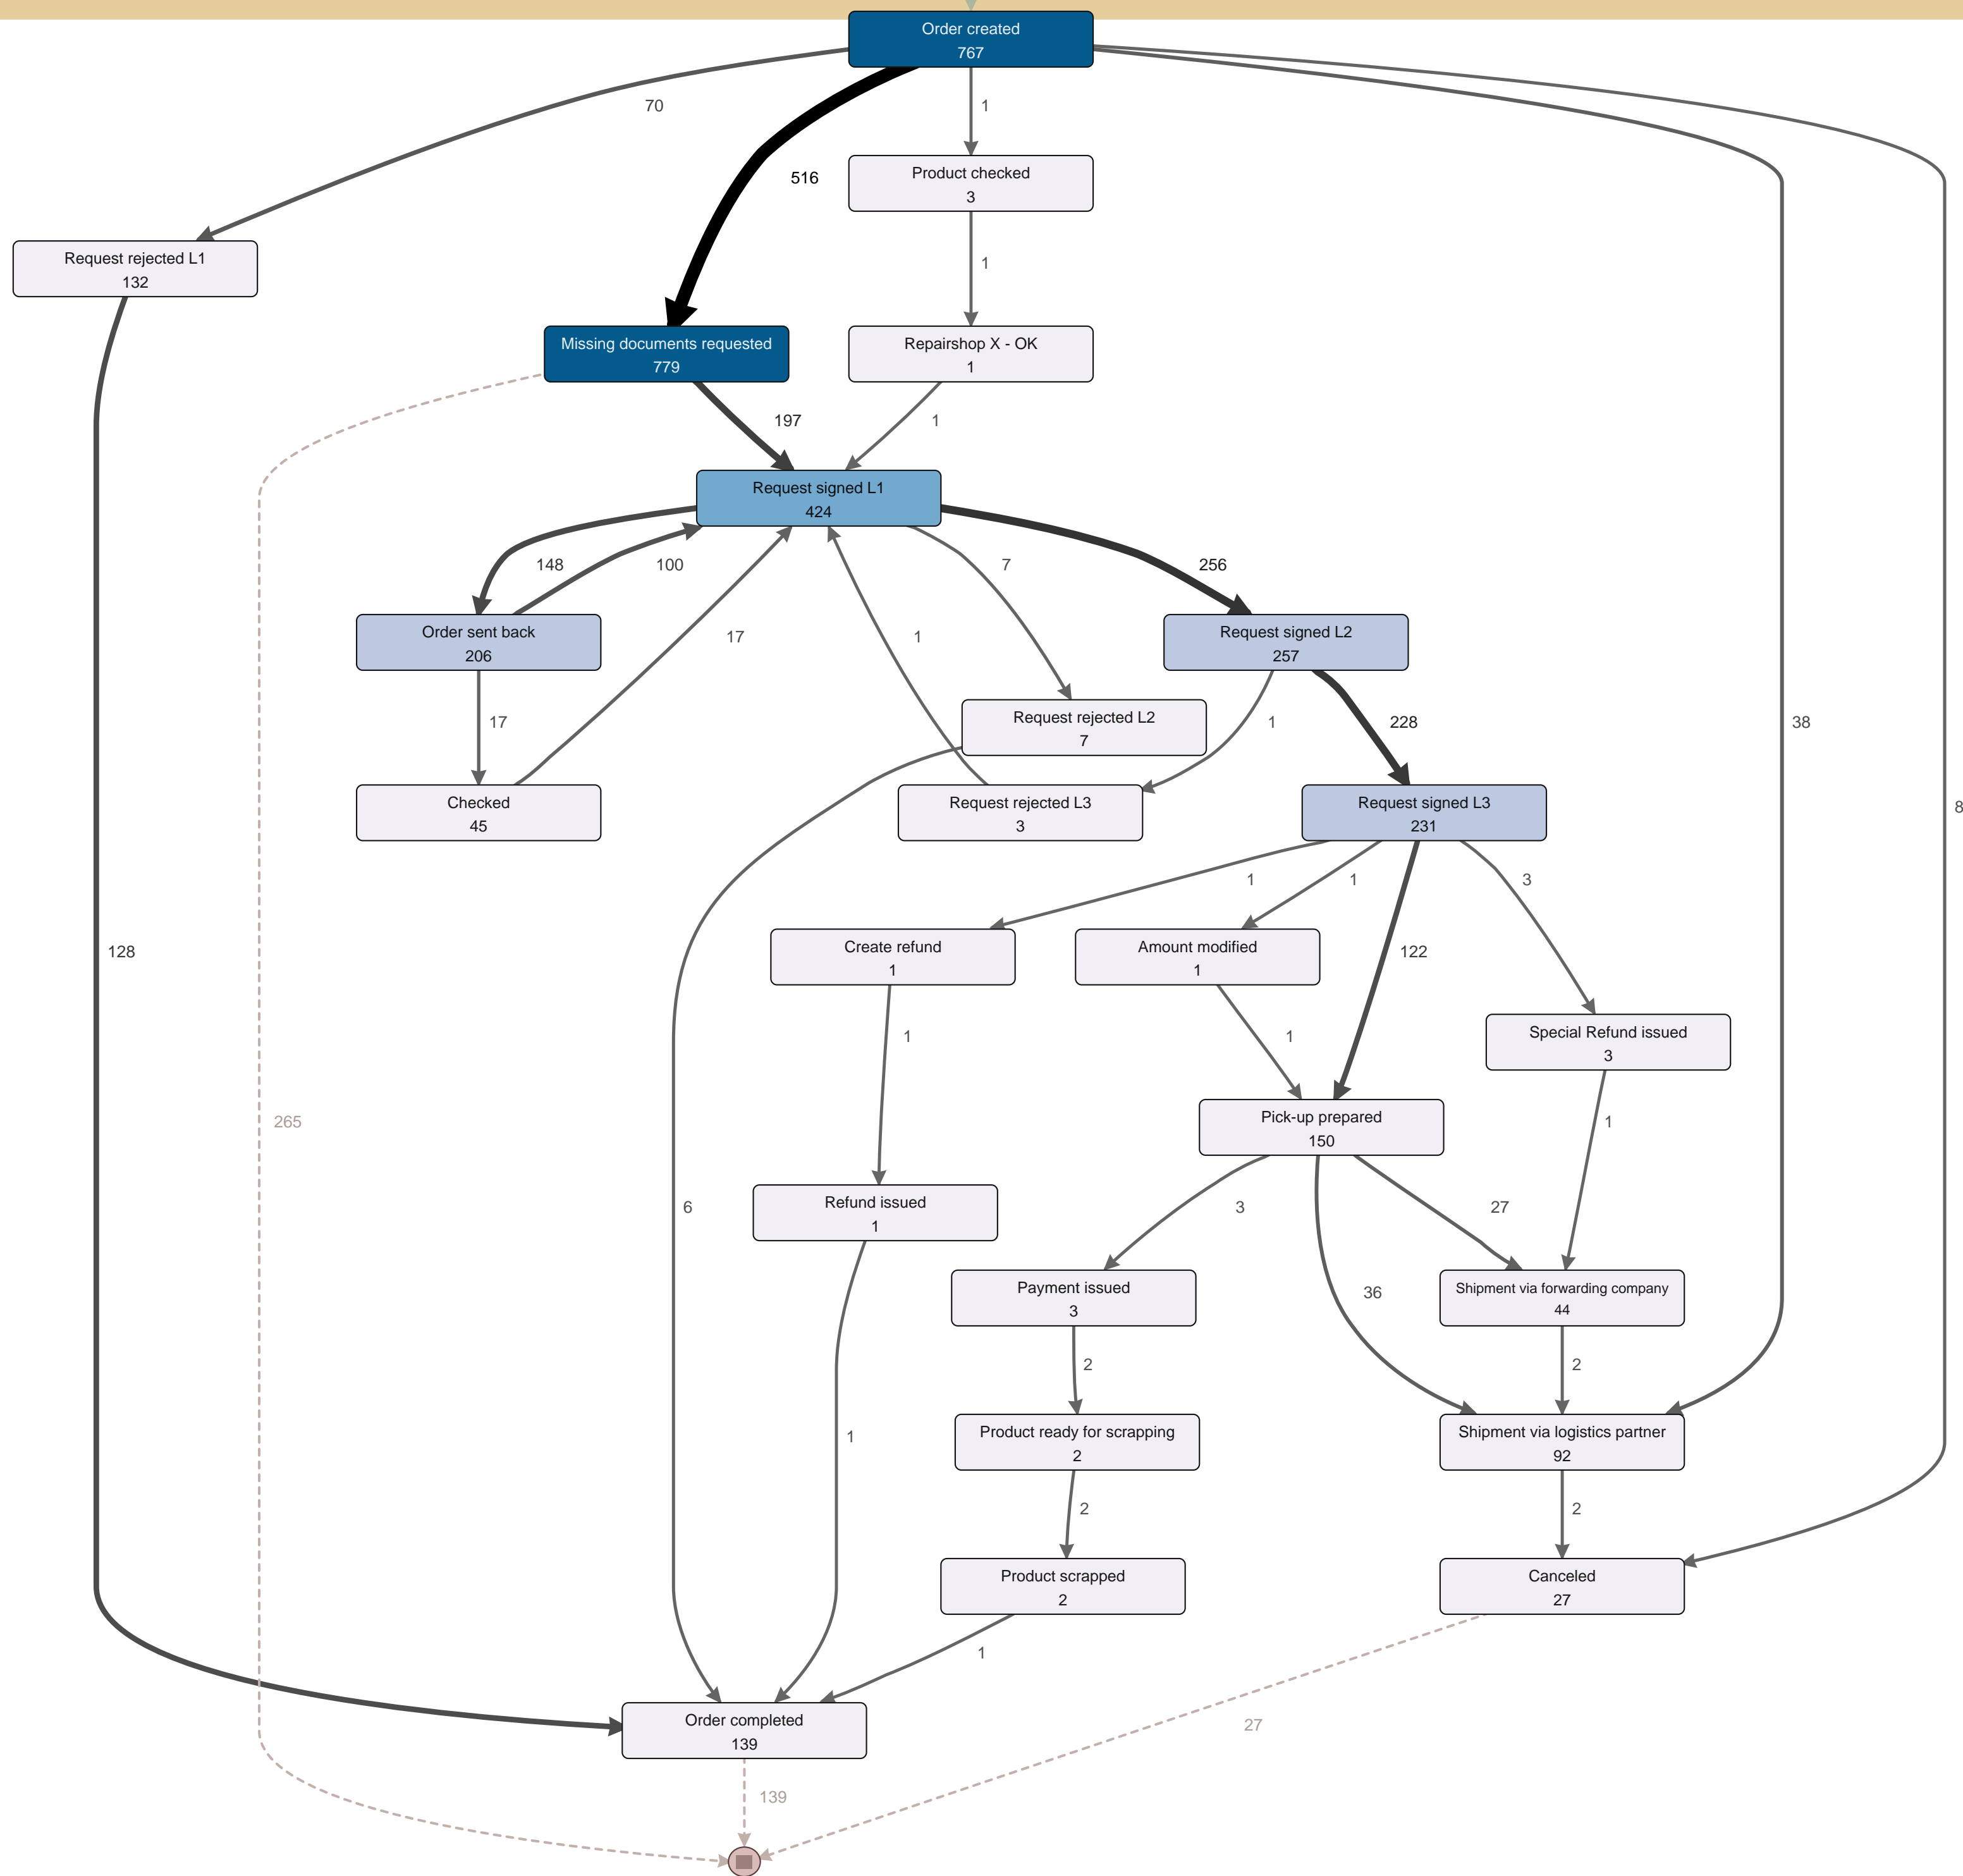 Order created
767
70
1
516
Product checked
3
Request rejected L1
132
1
Missing documents requested
779
Repairshop X - OK
1
197
1
Request signed L1
424
148
100
7
256
Order sent back
206
17
1
Request signed L2
257
Request rejected L2
7
17
1
228
38
Checked
45
Request rejected L3
3
Request signed L3
231
8
1
1
3
Create refund
1
Amount modified
1
128
122
1
1
Special Refund issued
3
265
Pick-up prepared
150
1
Refund issued
1
6
3
27
Payment issued
3
36
Shipment via forwarding company
44
2
2
1
Product ready for scrapping
2
Shipment via logistics partner
92
2
2
Product scrapped
2
Canceled
27
1
Order completed
139
27
139